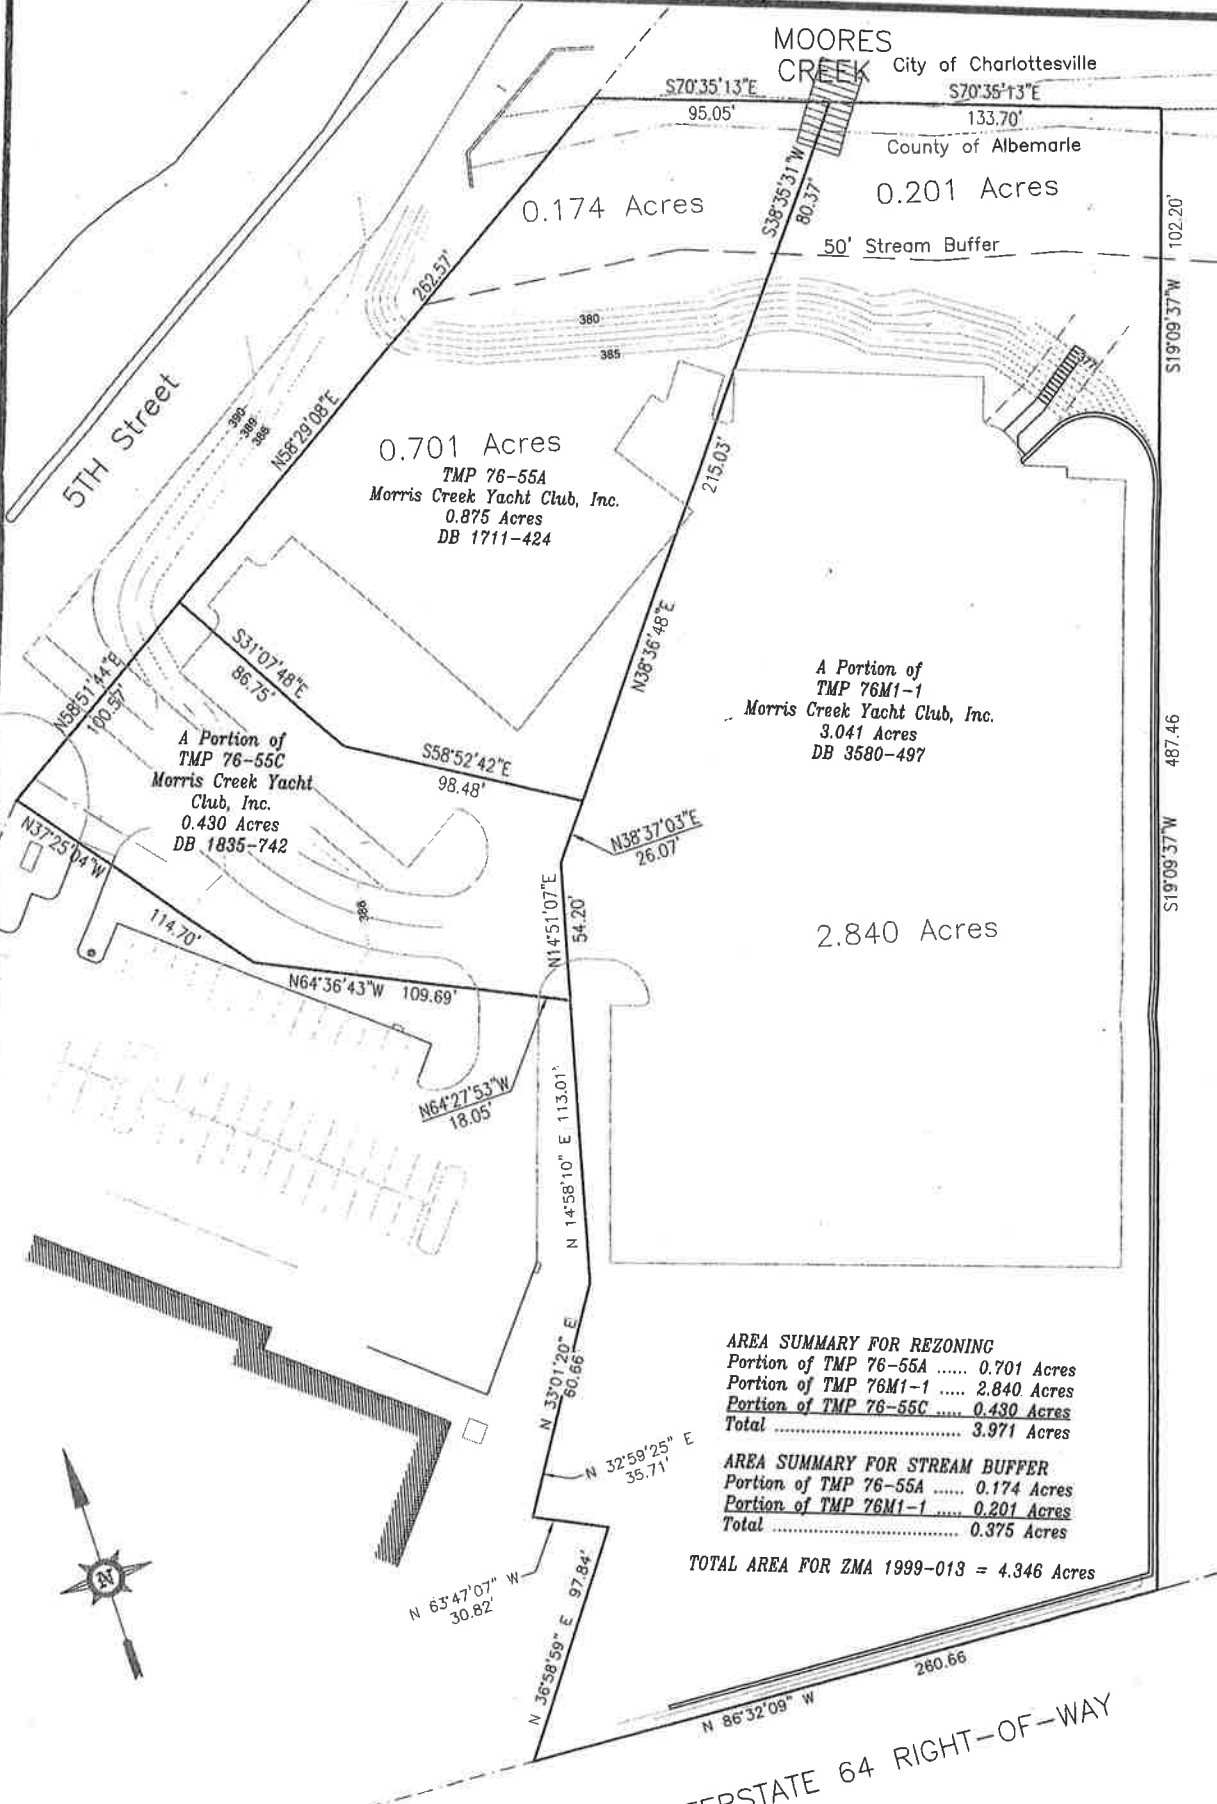 MOORES
CREEK
City of Charlottesville
S70°35'13"E
95.05'
S70°35'13"E
133.70'
County of Albemarle
0.174 Acres
0.201 Acres
S38°35'31"W
80.37'
50' Stream Buffer
S19°09'37"W 102.20'
262.57'
N58°29'08"E
380
385
377
5TH Street
390
389
386
0.701 Acres
TMP 76-55A
Morris Creek Yacht Club, Inc.
0.875 Acres
DB 1711-424
215.03'
N38°36'48"E
S31°07'48"E
86.75'
N58°51'44"E
100.57'
A Portion of
TMP 76M1-1
Morris Creek Yacht Club, Inc.
3.041 Acres
DB 3580-497
S58°52'42"E
98.48'
A Portion of
TMP 76-55C
Morris Creek Yacht
Club, Inc.
0.430 Acres
DB 1835-742
N38°37'03"E
26.07'
S19°09'37"W 487.46
N37°25'04"W
114.70'
386
N14°51'07"E
54.20'
2.840 Acres
N64°36'43"W 109.69'
N64°27'53"W
18.05'
N 14°58'10" E 113.01'
N 33°01'20" E
60.66'
N 32°59'25" E
35.71'
AREA SUMMARY FOR REZONING
Portion of TMP 76-55A ...... 0.701 Acres
Portion of TMP 76M1-1 ..... 2.840 Acres
Portion of TMP 76-55C ..... 0.430 Acres
Total .................................. 3.971 Acres
AREA SUMMARY FOR STREAM BUFFER
Portion of TMP 76-55A ...... 0.174 Acres
Portion of TMP 76M1-1 ..... 0.201 Acres
Total .................................. 0.375 Acres
TOTAL AREA FOR ZMA 1999-013 = 4.346 Acres
N
N 63°47'07" W
30.82'
N 36°58'59" E 97.84'
N 86°32'09" W
260.66
ERSTATE 64 RIGHT-OF-WAY